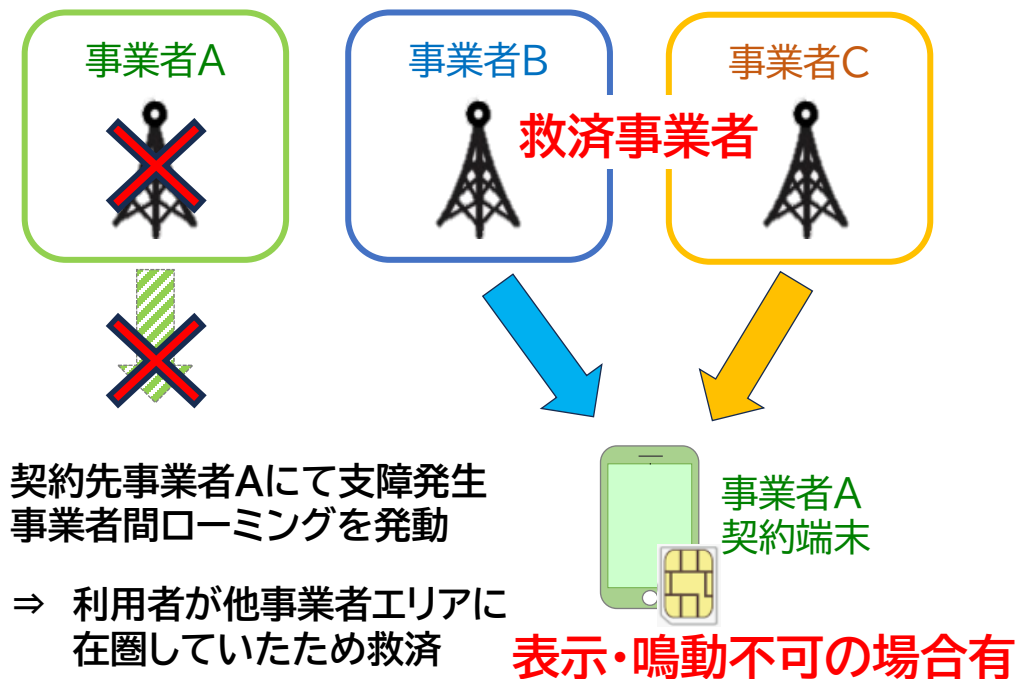 事業者A
事業者B
事業者C
救済事業者
契約先事業者Aにて支障発生
事業者間ローミングを発動
⇒ 利用者が他事業者エリアに
在圏していたため救済
事業者A
契約端末
表示・鳴動不可の場合有